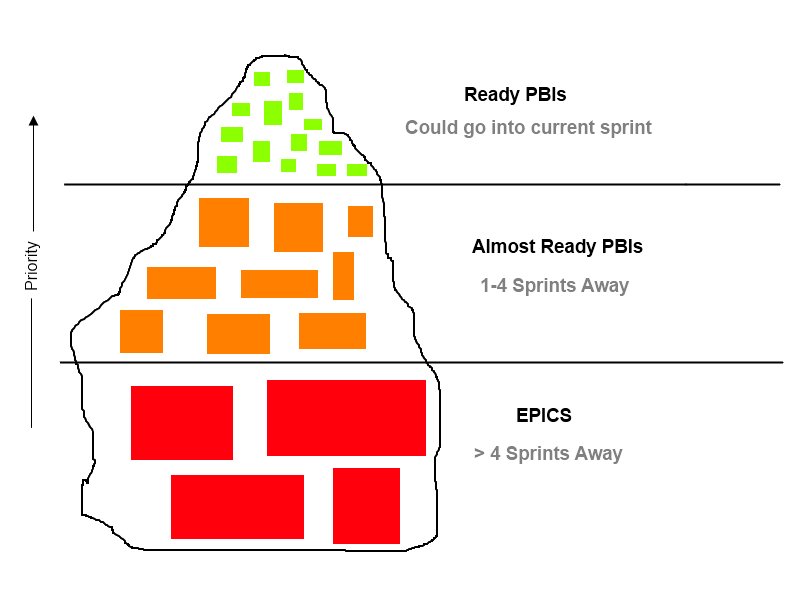 Ready PBIs
Could go into current sprint
Priority
Almost Ready PBIs
1-4 Sprints Away
EPICS
> 4 Sprints Away